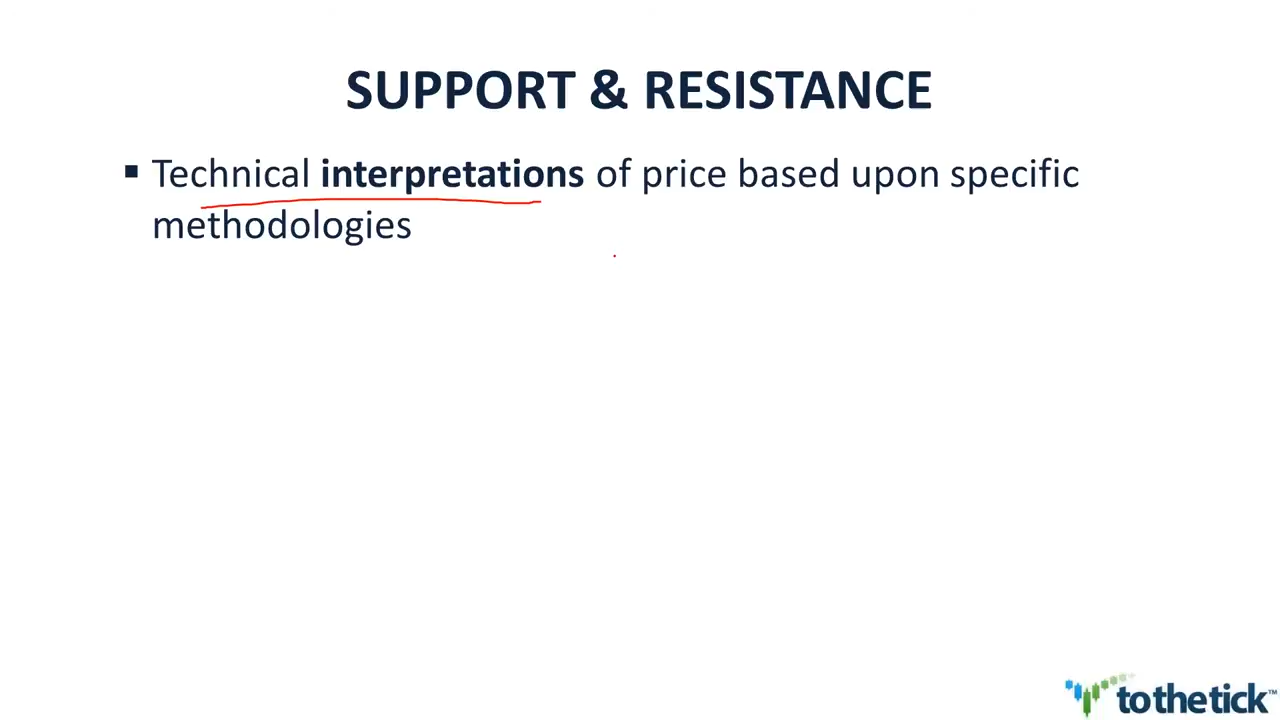 SUPPORT & RESISTANCE
▪ Technical interpretations of price based upon specific
methodologies
tothetick™